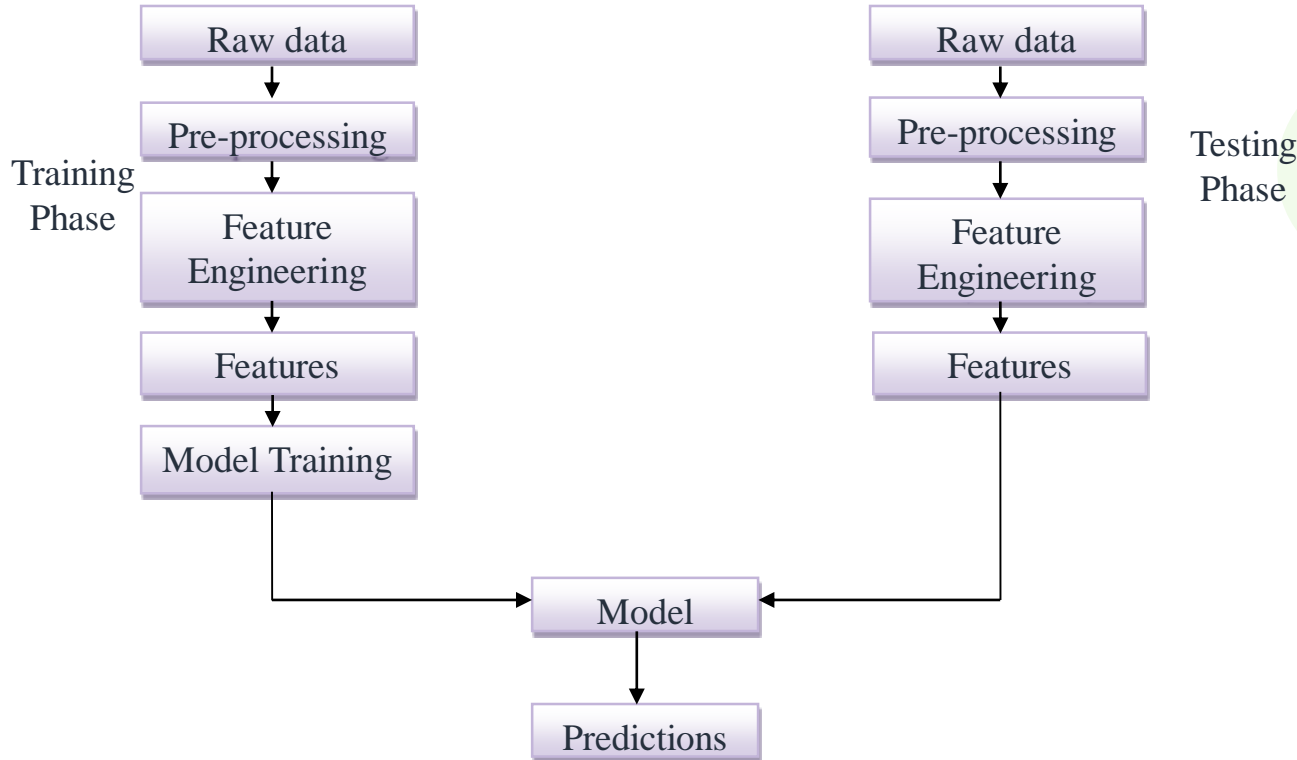 Raw data
Pre-processing
Training
Phase
Feature
Engineering
Features
Model Training
Raw data
Pre-processing
Testing
Phase
Feature
Engineering
Features
Model
Predictions